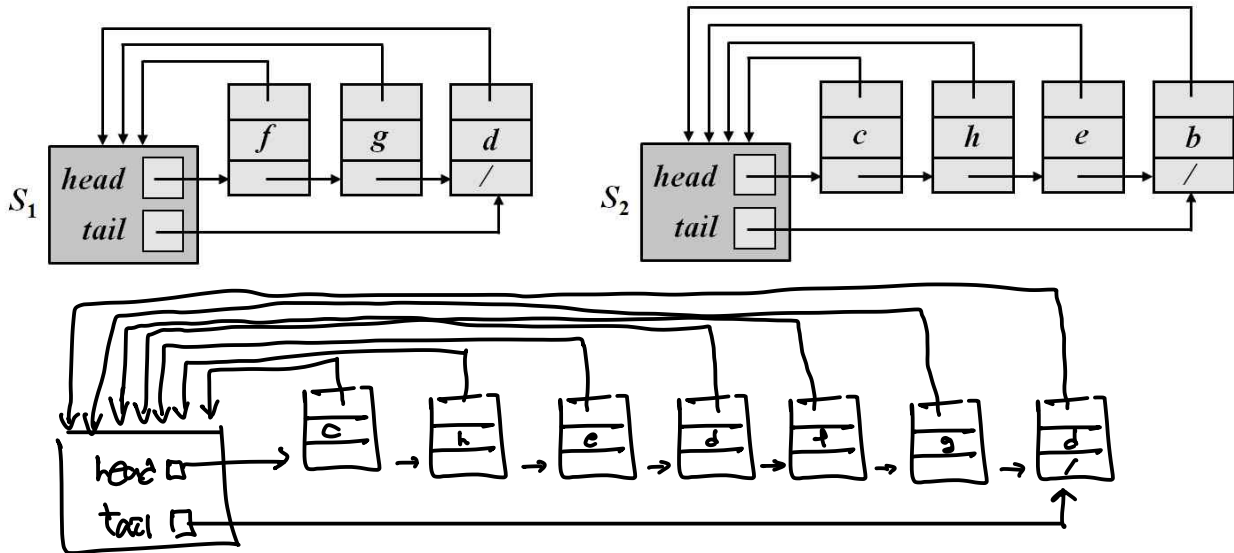 f g d
head /
S1
tail
c h e b
head /
S2
tail
c h e d f g d
head /
tail